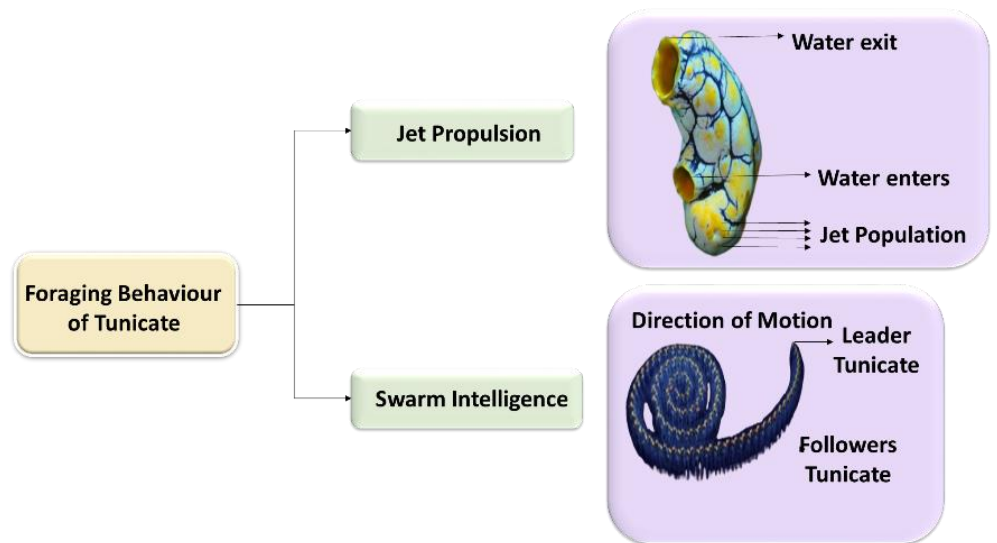 Foraging Behaviour
of Tunicate
Jet Propulsion
Water exit
Water enters
Jet Population
Swarm Intelligence
Direction of Motion
Leader
Tunicate
Followers
Tunicate